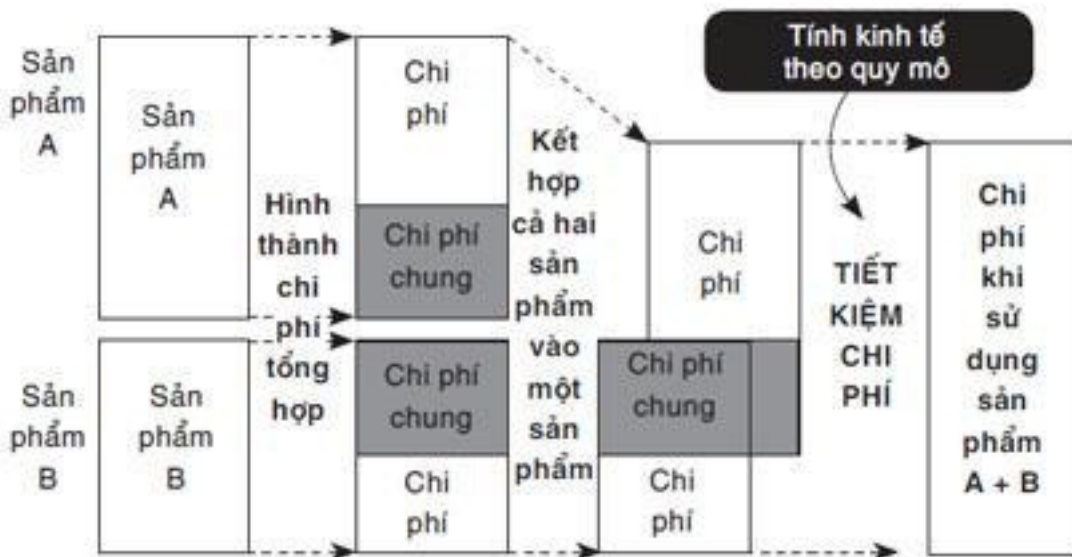 Sản
phẩm
A
Sản
phẩm
A
Hình
thành
chi
phí
tổng
hợp
Chi
phí
Chi phí
chung
Kết
hợp
cả hai
sản
phẩm
vào
một
sản
phẩm
Tính kinh tế
theo quy mô
Chi
phí
TIẾT
KIỆM
CHI
PHÍ
Chi
phí
khi
sử
dụng
sản
phẩm
A + B
Sản
phẩm
B
Sản
phẩm
B
Chi phí
chung
Chi
phí
Chi phí
chung
Chi
phí